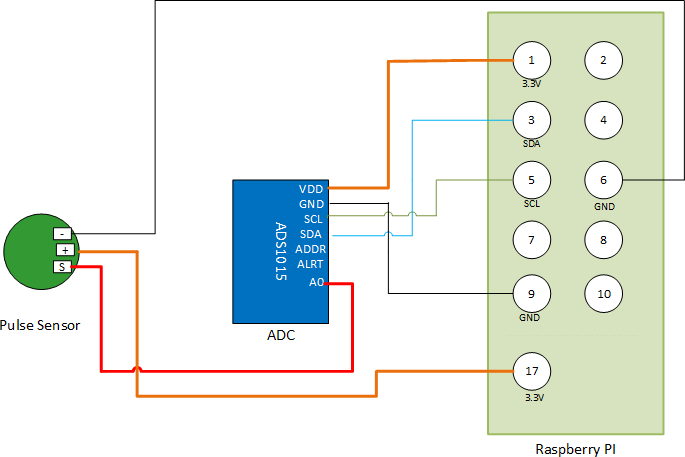 1
2
3.3V
3
4
SDA
5
6
SCL
GND
7
8
9
10
GND
17
3.3V
Raspberry PI
VDD
GND
SCL
SDA
ADDR
ALRT
A0
ADS1015
ADC
-
+
S
Pulse Sensor